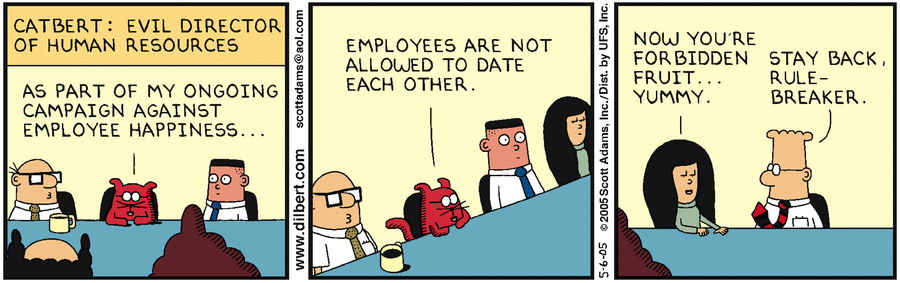 CATBERT: EVIL DIRECTOR
OF HUMAN RESOURCES
AS PART OF MY ONGOING
CAMPAIGN AGAINST
EMPLOYEE HAPPINESS...
www.dilbert.com
scottadams@aol.com
EMPLOYEES ARE NOT
ALLOWED TO DATE
EACH OTHER.
5-6-05
© 2005 Scott Adams, Inc./Dist. by UFS, Inc.
NOW YOU'RE
FORBIDDEN
FRUIT...
YUMMY.
STAY BACK,
RULE-
BREAKER.